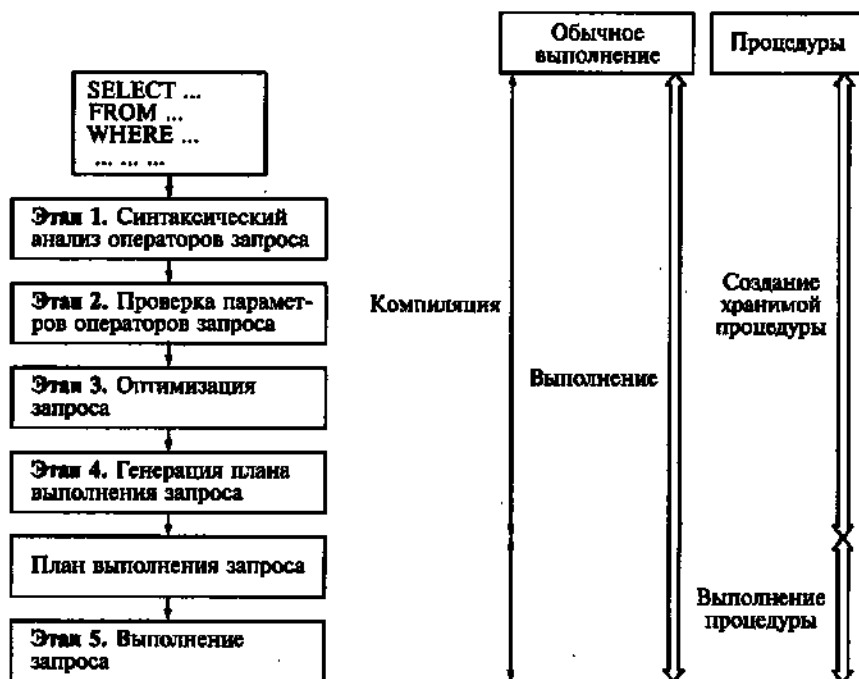 Обычное
выполнение
Процедуры
SELECT ...
FROM ...
WHERE ...
... ... ...
Этап 1. Синтаксический
анализ операторов запроса
Этап 2. Проверка парамет-
ров операторов запроса
Этап 3. Оптимизация
запроса
Этап 4. Генерация плана
выполнения запроса
План выполнения запроса
Этап 5. Выполнение
запроса
Компиляция
Выполнение
Создание
хранимой
процедуры
Выполнение
процедуры